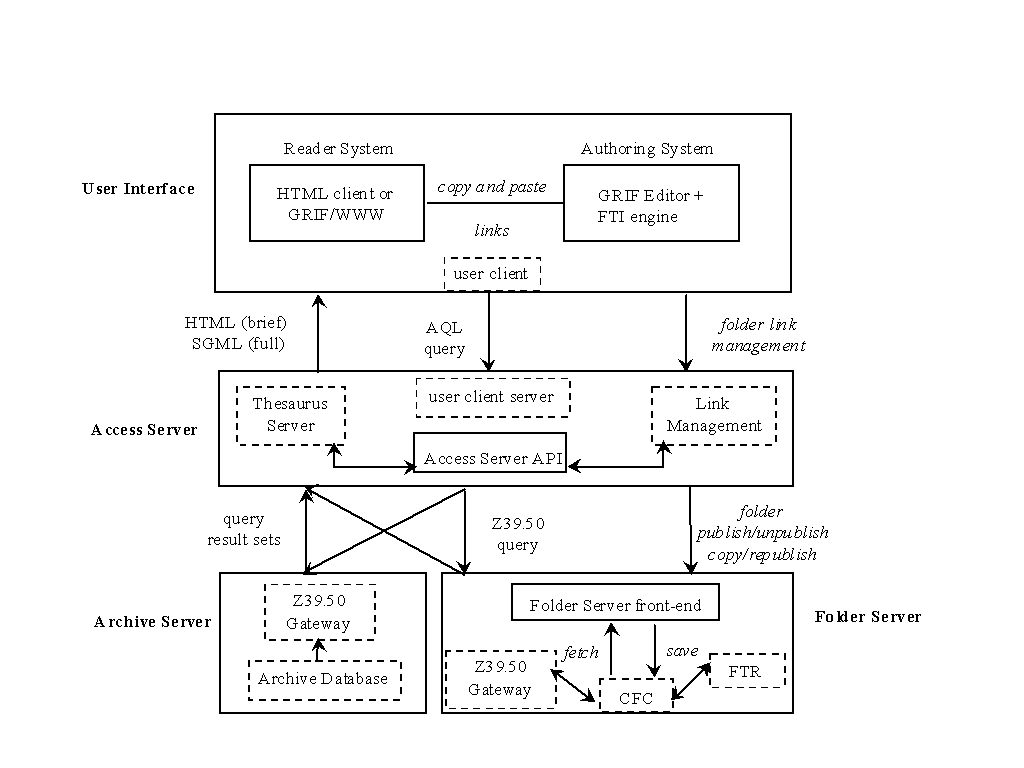 Reader System
Authoring System
User Interface
HTML client or
GRIF/WWW
copy and paste
links
GRIF Editor +
FTI engine
user client
HTML (brief)
SGML (full)
AQL
query
folder link
management
Access Server
Thesaurus
Server
user client server
Link
Management
Access Server API
query
result sets
Z39.50
query
folder
publish/unpublish
copy/republish
Archive Server
Z39.50
Gateway
Archive Database
Folder Server front-end
Folder Server
fetch
save
Z39.50
Gateway
CFC
FTR